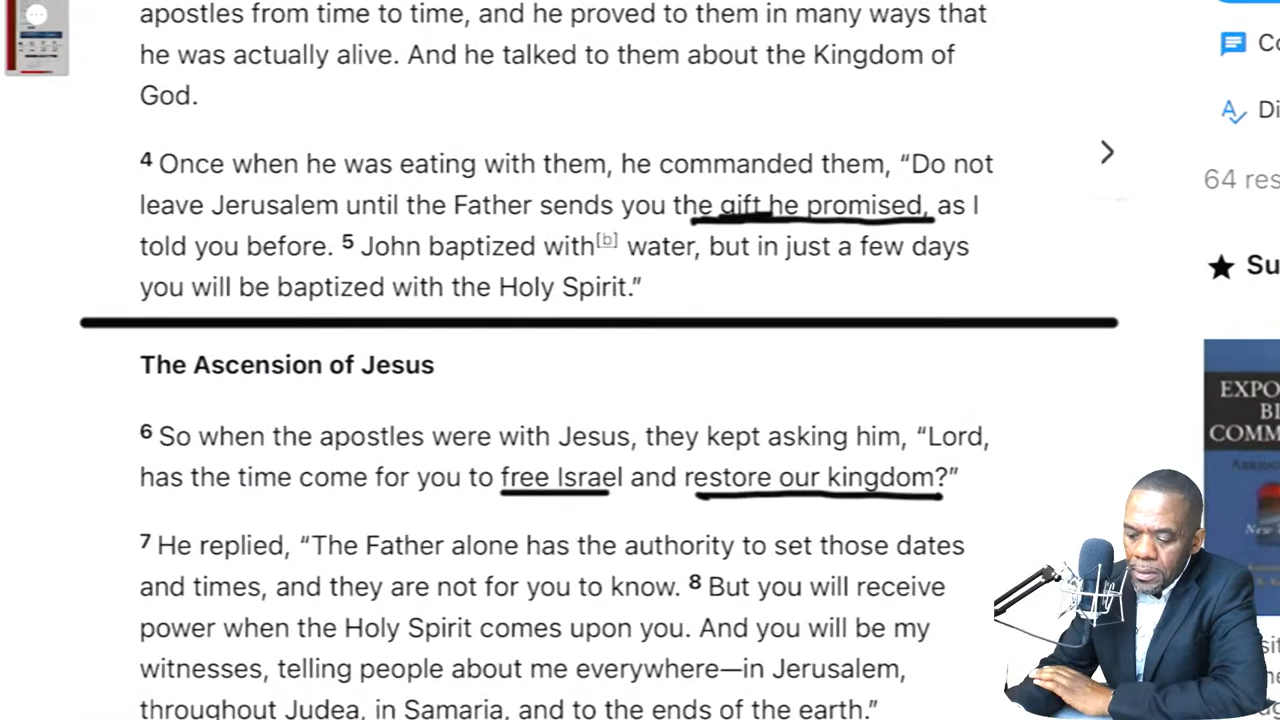 apostles from time to time, and he proved to them in many ways that
he was actually alive. And he talked to them about the Kingdom of
God.
4 Once when he was eating with them, he commanded them, “Do not
leave Jerusalem until the Father sends you the gift he promised, as I
told you before. 5 John baptized with[b] water, but in just a few days
you will be baptized with the Holy Spirit.”
The Ascension of Jesus
6 So when the apostles were with Jesus, they kept asking him, “Lord,
has the time come for you to free Israel and restore our kingdom?”
7 He replied, “The Father alone has the authority to set those dates
and times, and they are not for you to know. 8 But you will receive
power when the Holy Spirit comes upon you. And you will be my
witnesses, telling people about me everywhere—in Jerusalem,
throughout Judea, in Samaria, and to the ends of the earth.”
Co
Di
64 res
Su
EXPO
BI
COMM